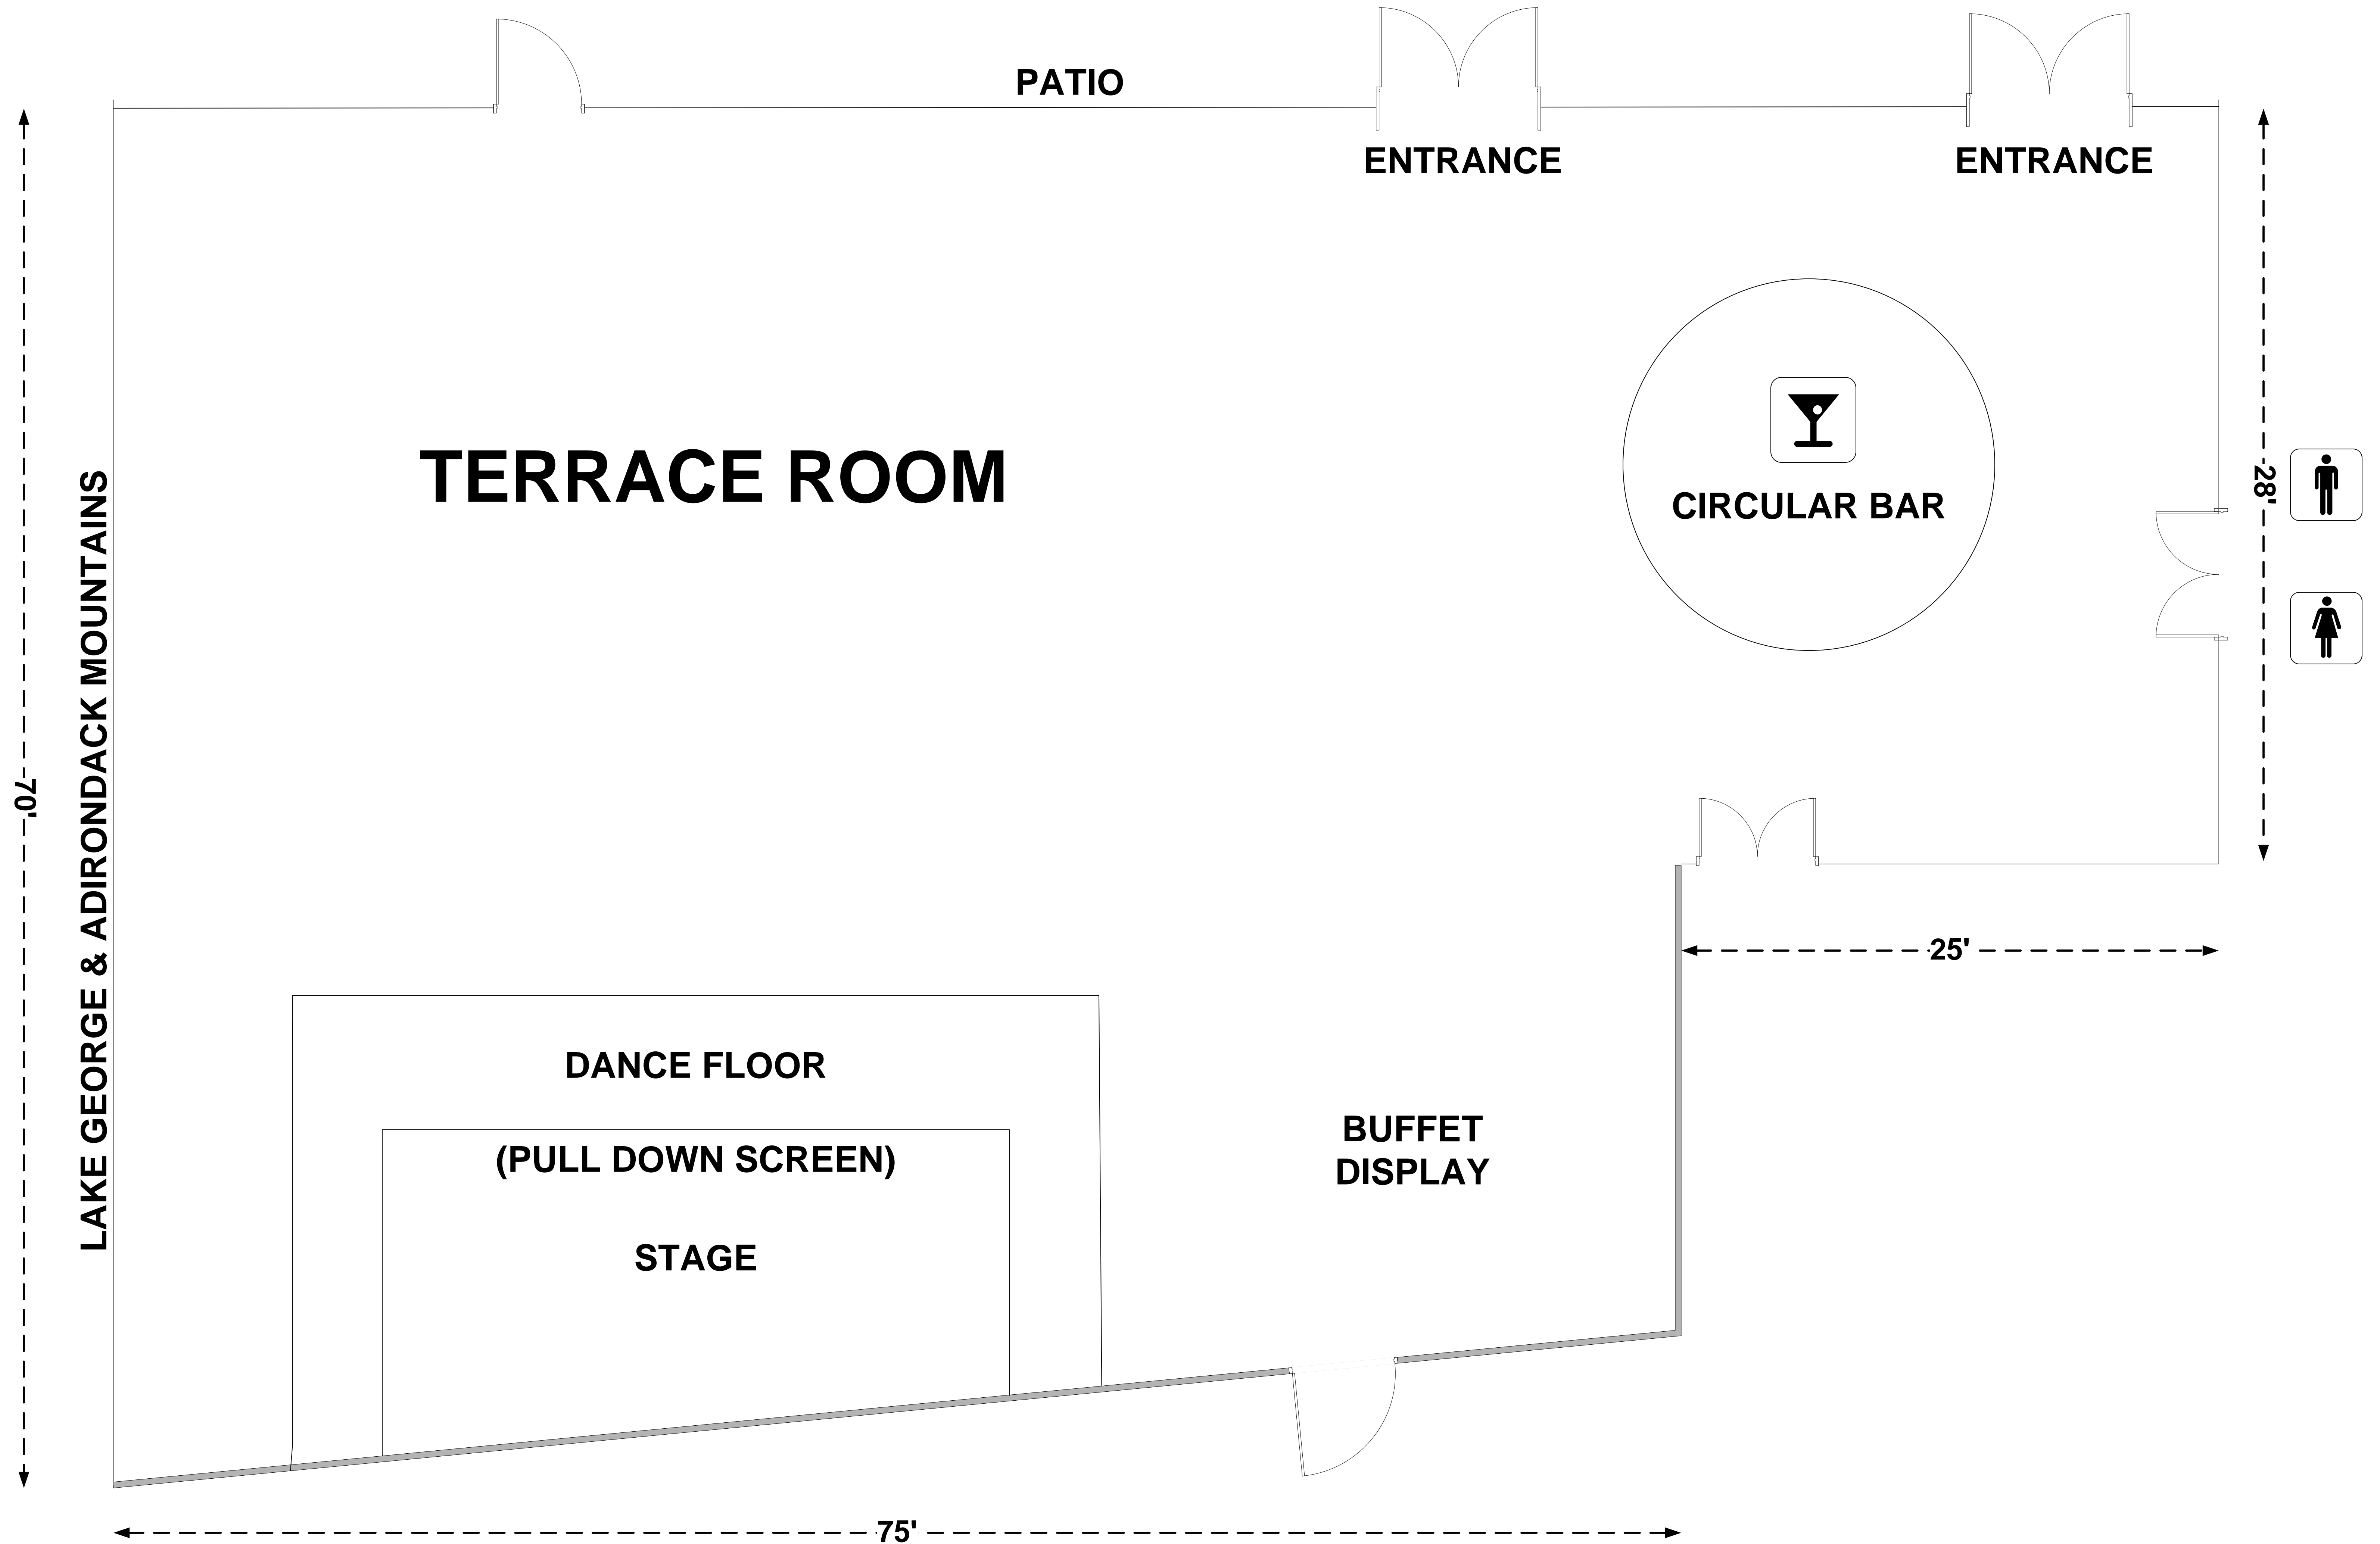 PATIO
ENTRANCE
ENTRANCE
TERRACE ROOM
CIRCULAR BAR
28'
LAKE GEORGE & ADIRONDACK MOUNTAINS
70'
25'
DANCE FLOOR
(PULL DOWN SCREEN)
STAGE
BUFFET
DISPLAY
75'